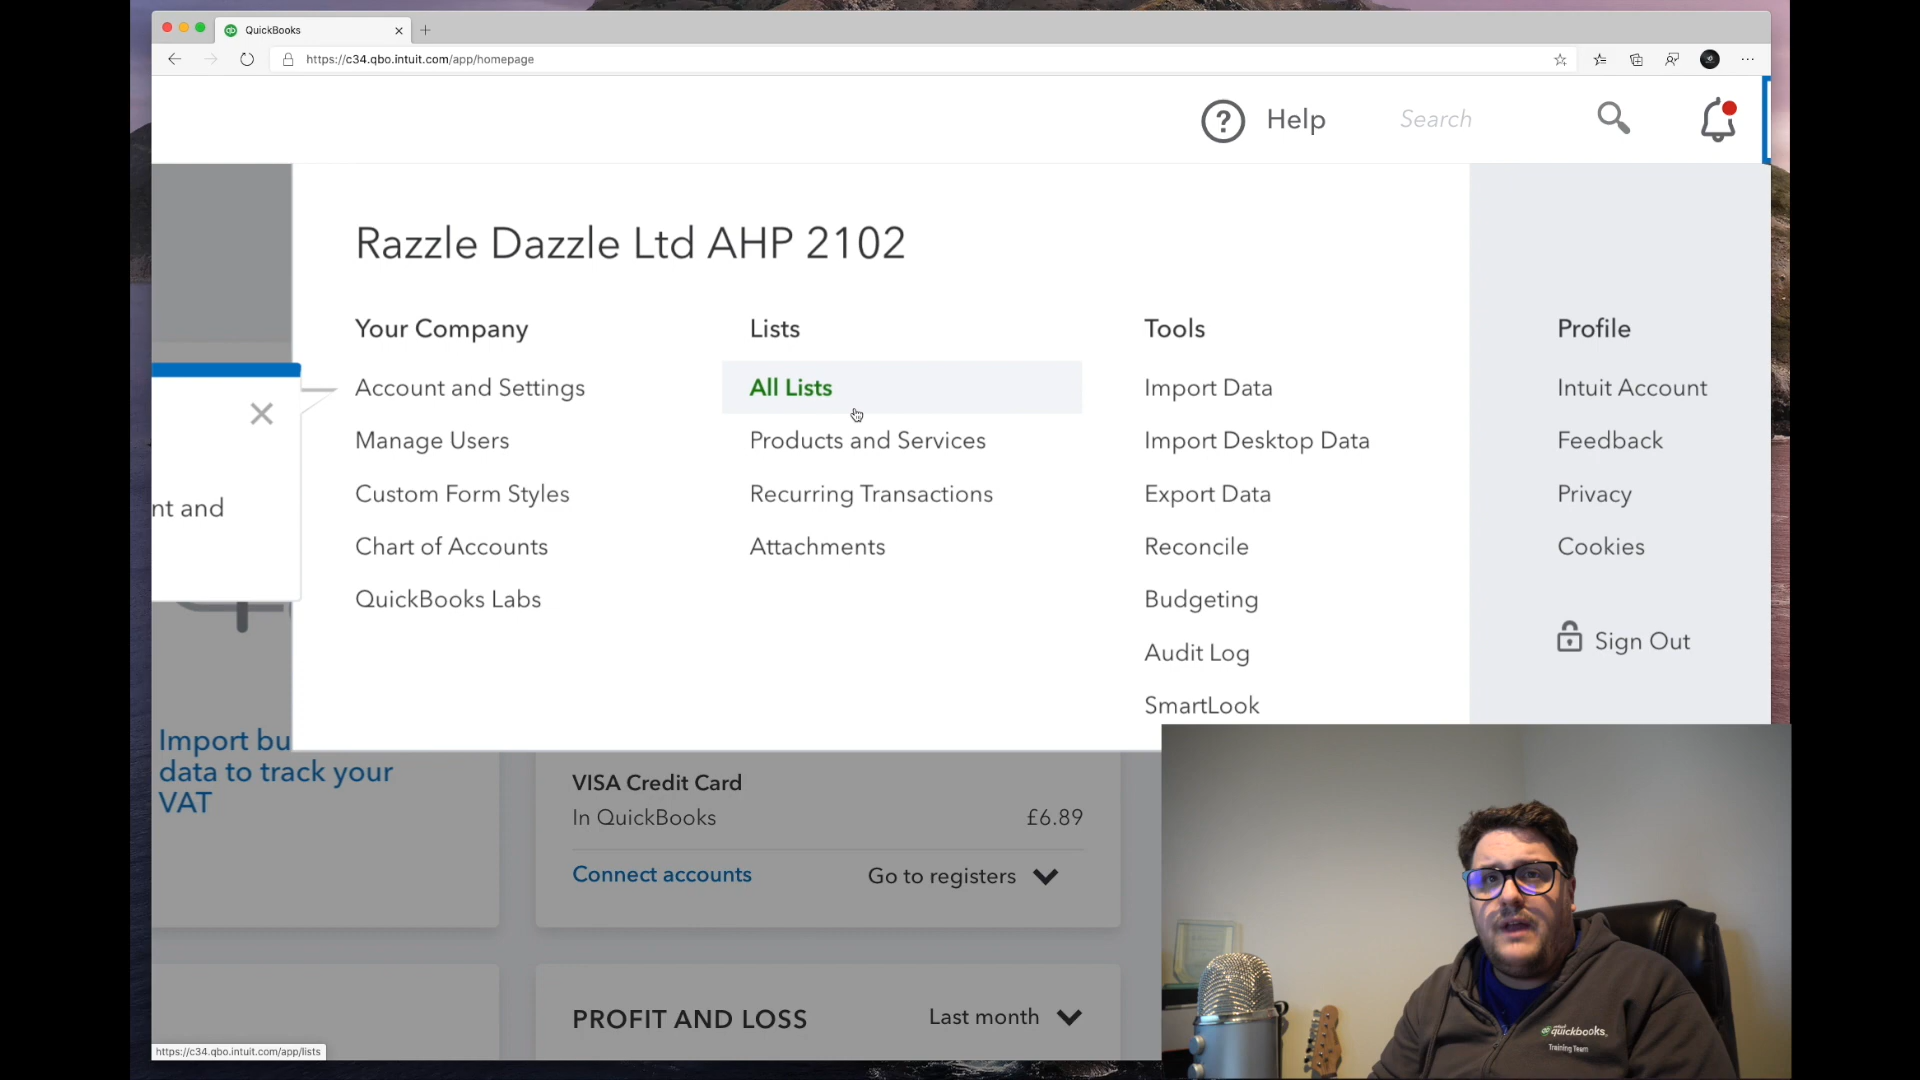 QuickBooks
https://c34.qbo.intuit.com/app/homepage
Help
Search
Razzle Dazzle Ltd AHP 2102
Your Company
Account and Settings
Manage Users
Custom Form Styles
Chart of Accounts
QuickBooks Labs
Lists
All Lists
Products and Services
Recurring Transactions
Attachments
Tools
Import Data
Import Desktop Data
Export Data
Reconcile
Budgeting
Audit Log
SmartLook
Profile
Intuit Account
Feedback
Privacy
Cookies
Sign Out
nt and
Import bu
data to track your
VAT
VISA Credit Card
In QuickBooks £6.89
Connect accounts Go to registers
PROFIT AND LOSS Last month
https://c34.qbo.intuit.com/app/lists
quickbooks.
Training Team